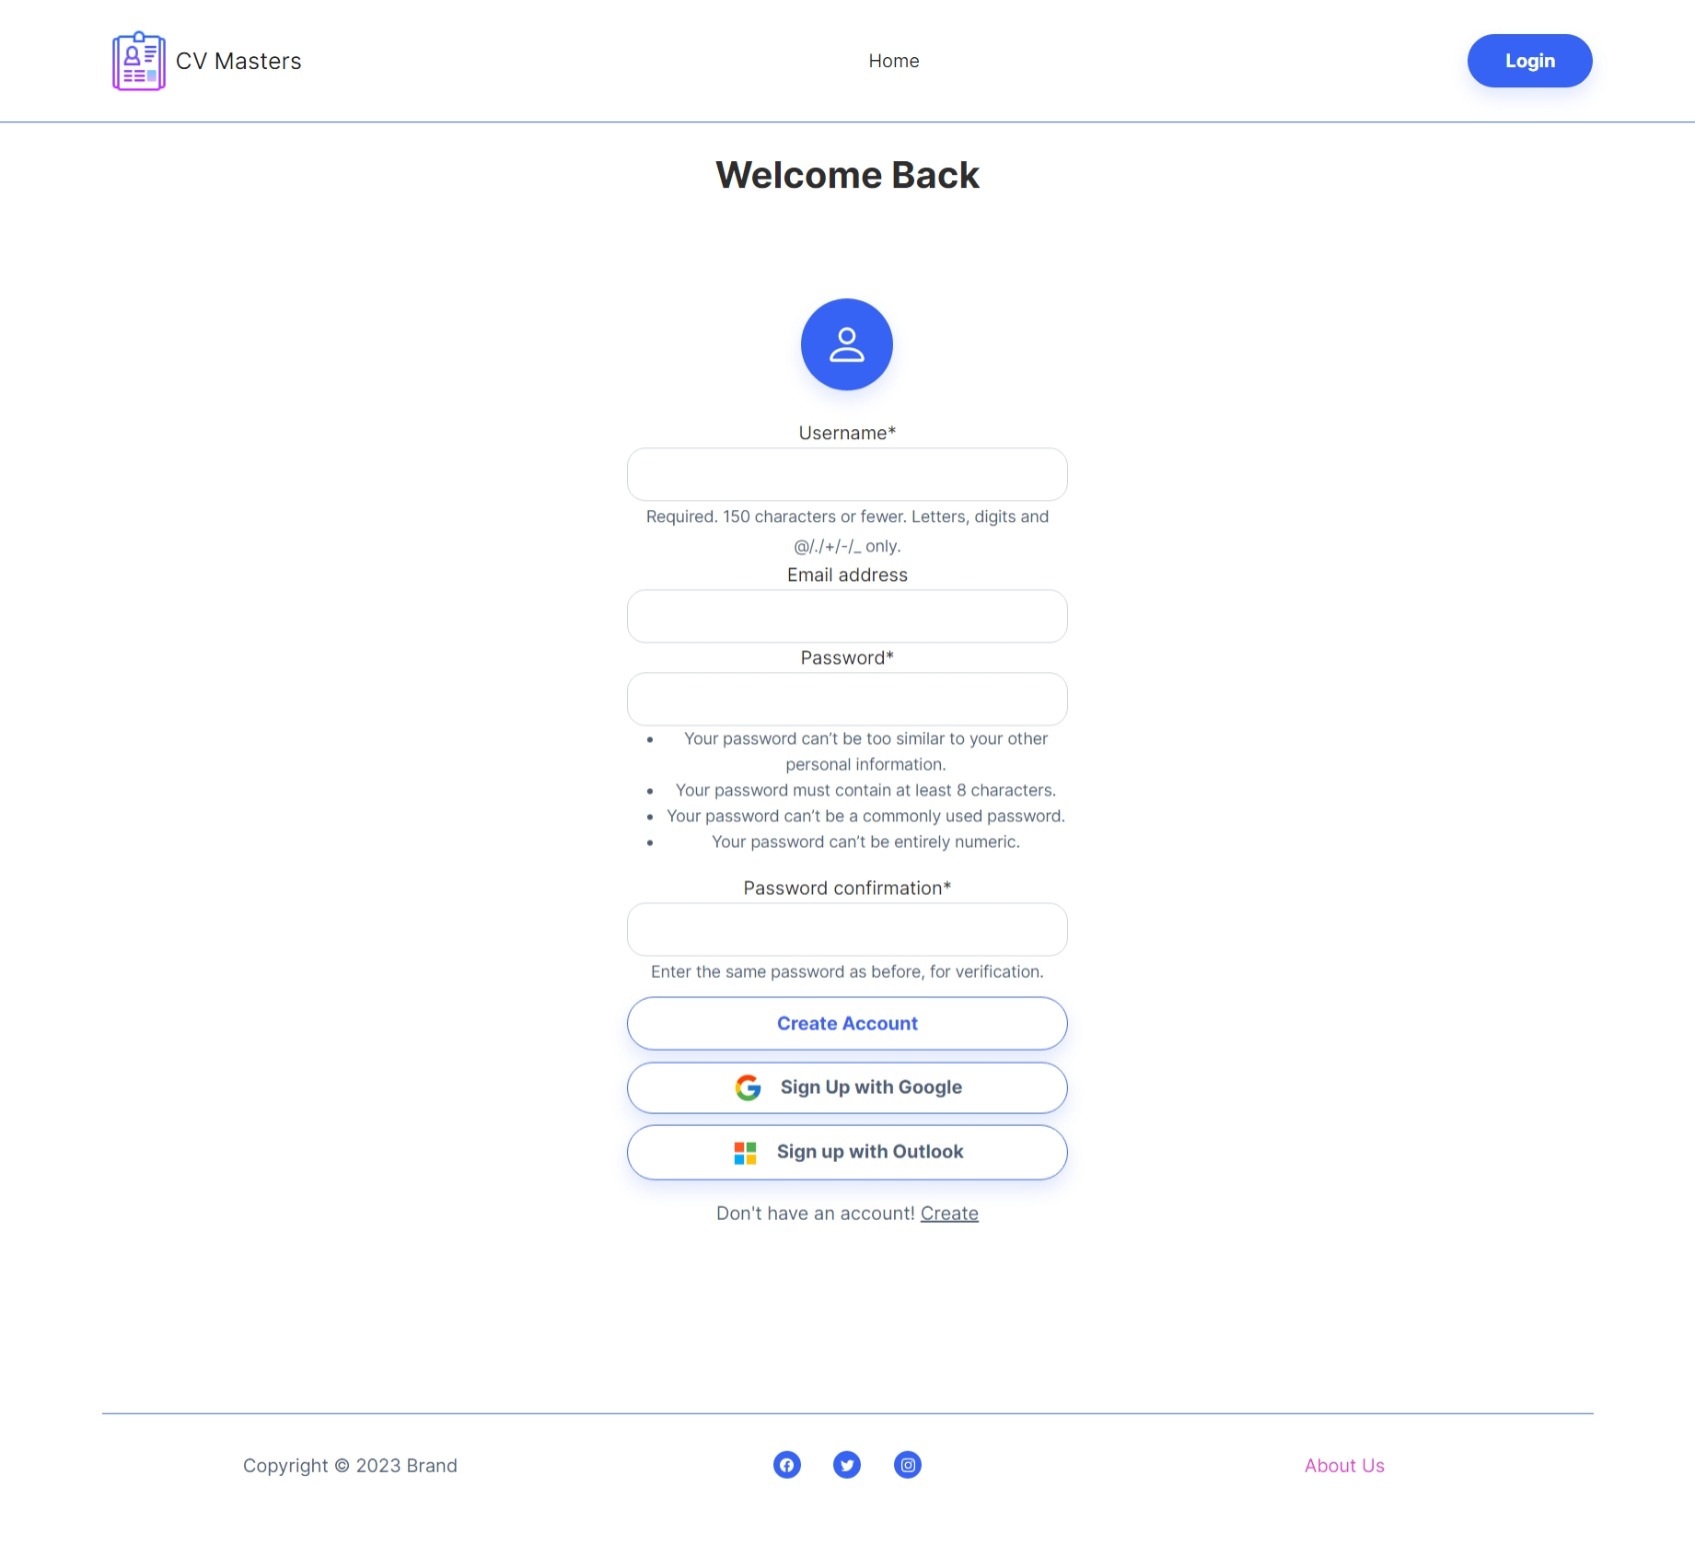 CV Masters
Home
Login
Welcome Back
Username*
Required. 150 characters or fewer. Letters, digits and
@/./+/-/_ only.
Email address
Password*
• Your password can’t be too similar to your other
personal information.
• Your password must contain at least 8 characters.
• Your password can’t be a commonly used password.
• Your password can’t be entirely numeric.
Password confirmation*
Enter the same password as before, for verification.
Create Account
Sign Up with Google
Sign up with Outlook
Don't have an account! Create
Copyright © 2023 Brand
About Us